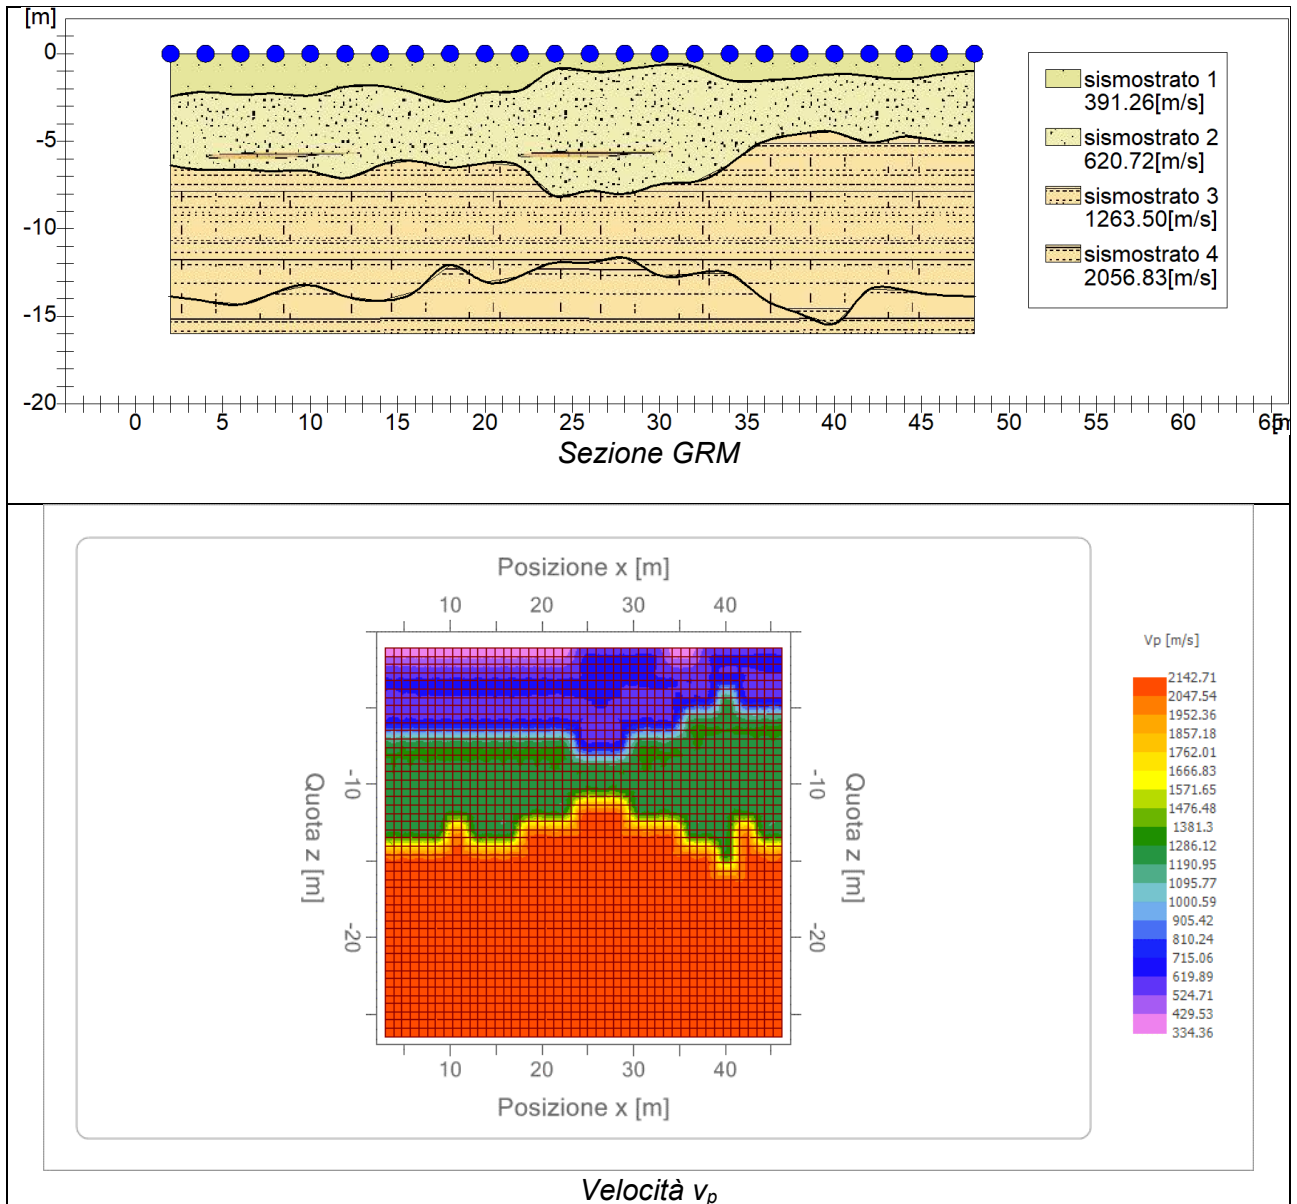 [m]
0
-5
-10
-15
-20
0 5 10 15 20 25 30 35 40 45 50 55 60 65 [m
sismostrato 1
391.26[m/s]
sismostrato 2
620.72[m/s]
sismostrato 3
1263.50[m/s]
sismostrato 4
2056.83[m/s]
Sezione GRM
Posizione x [m]
10 20 30 40
Quota z [m]
-10
-20
-10
-20
Quota z [m]
10 20 30 40
Posizione x [m]
Vp [m/s]
2142.71
2047.54
1952.36
1857.18
1762.01
1666.83
1571.65
1476.48
1381.3
1286.12
1190.95
1095.77
1000.59
905.42
810.24
715.06
619.89
524.71
429.53
334.36
Velocità vp